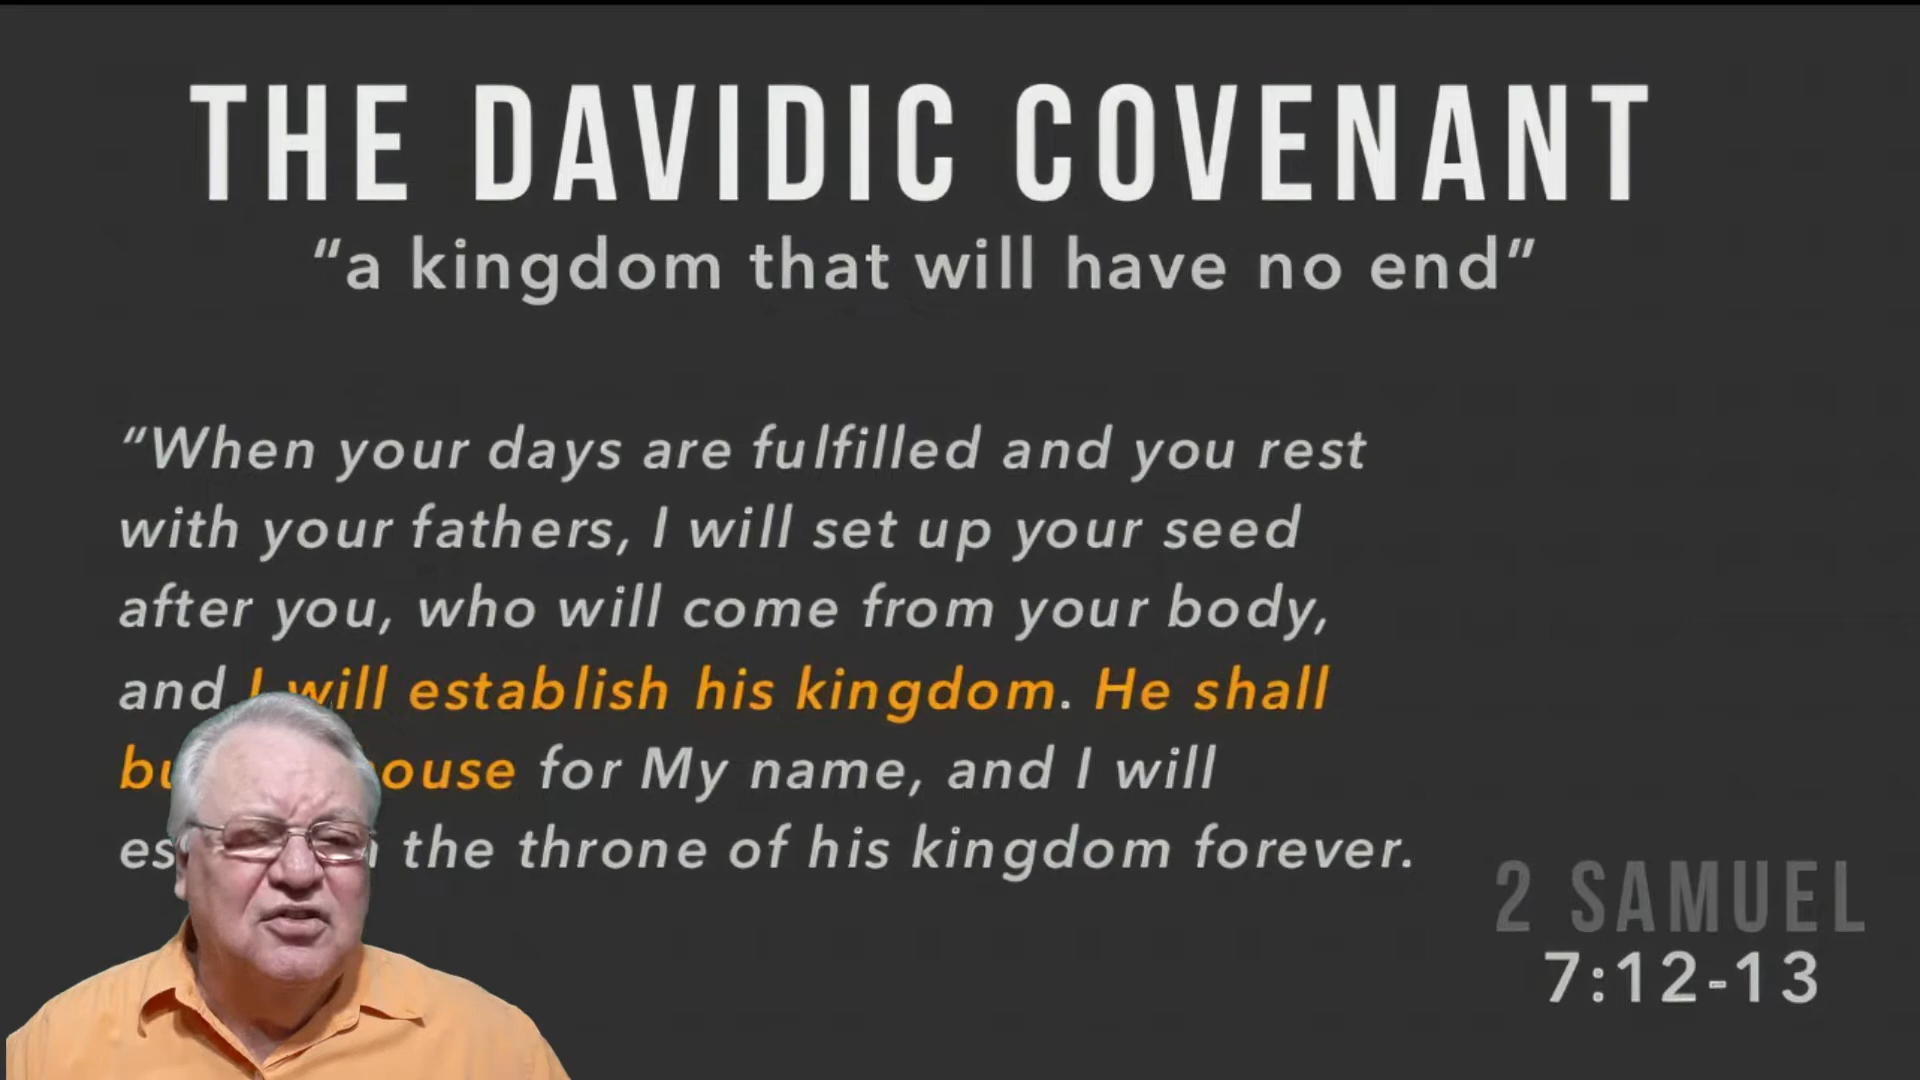 THE DAVIDIC COVENANT
“a kingdom that will have no end”
“When your days are fulfilled and you rest
with your fathers, I will set up your seed
after you, who will come from your body,
and I will establish his kingdom. He shall
house for My name, and I will
the throne of his kingdom forever.
2 SAMUEL
7:12-13